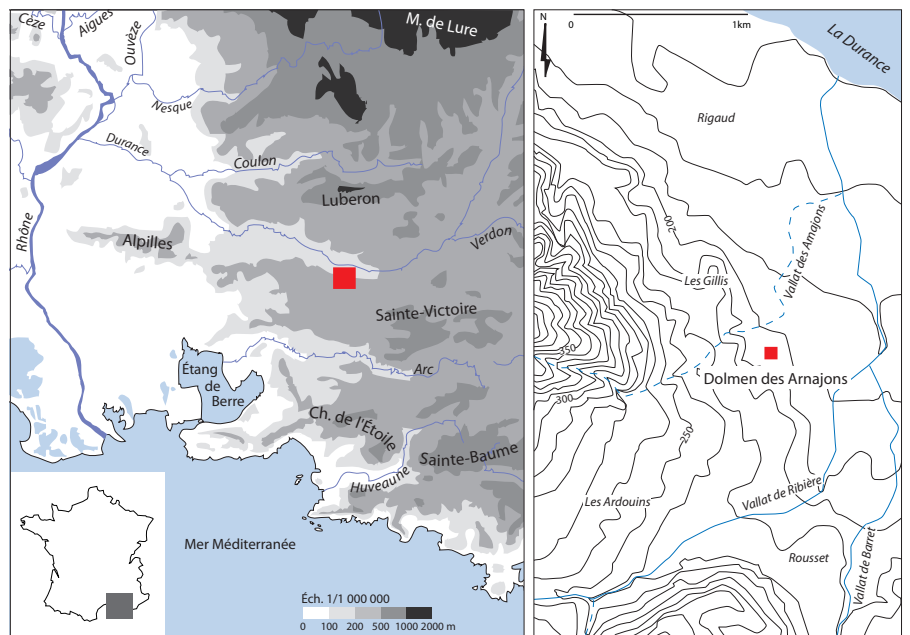 Cèze
Aigues
Ouvèze
M. de Lure
Nesque
Durance
Coulon
Luberon
Rhône
Alpilles
Verdon
Sainte-Victoire
Étang
de
Berre
Arc
Ch. de l'Étoile
Sainte-Baume
Huveaune
Mer Méditerranée
Éch. 1/1 000 000
0 100 200 500 1000 2000 m
N
0 1km
La Durance
Rigaud
200
Vallat des Arnajons
Les Gillis
350
Dolmen des Arnajons
300
250
Les Ardouins
Vallat de Ribière
Rousset
Vallat de Barret